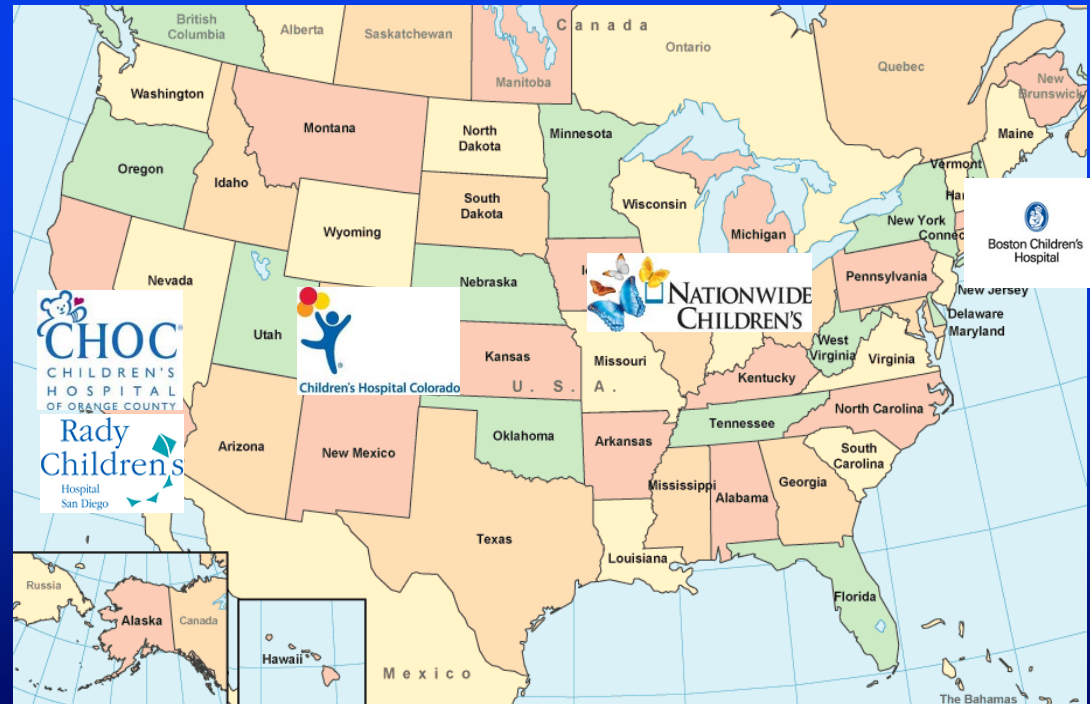 British
Columbia
Alberta
Saskatchewan
Manitoba
Canada
Ontario
Quebec
New
Brunswick
Washington
Montana
North
Dakota
Minnesota
Maine
Oregon
Idaho
South
Dakota
Wisconsin
Michigan
Vermont
New York
Connec
Boston Children's
Hospital
Wyoming
Nevada
Utah
Nebraska
NATIONWIDE
CHILDREN'S
Pennsylvania
New Jersey
Delaware
Maryland
CHOC
CHILDREN'S
HOSPITAL
OF ORANGE COUNTY
Children's Hospital Colorado
Kansas
U. S. A.
Missouri
West
Virginia
Virginia
Kentucky
Rady
Children's
Hospital
San Diego
Arizona
New Mexico
Oklahoma
Arkansas
Tennessee
North Carolina
South
Carolina
Mississippi
Alabama
Georgia
Texas
Louisiana
Florida
Russia
Alaska
Canada
Hawaii
Mexico
The Bahamas